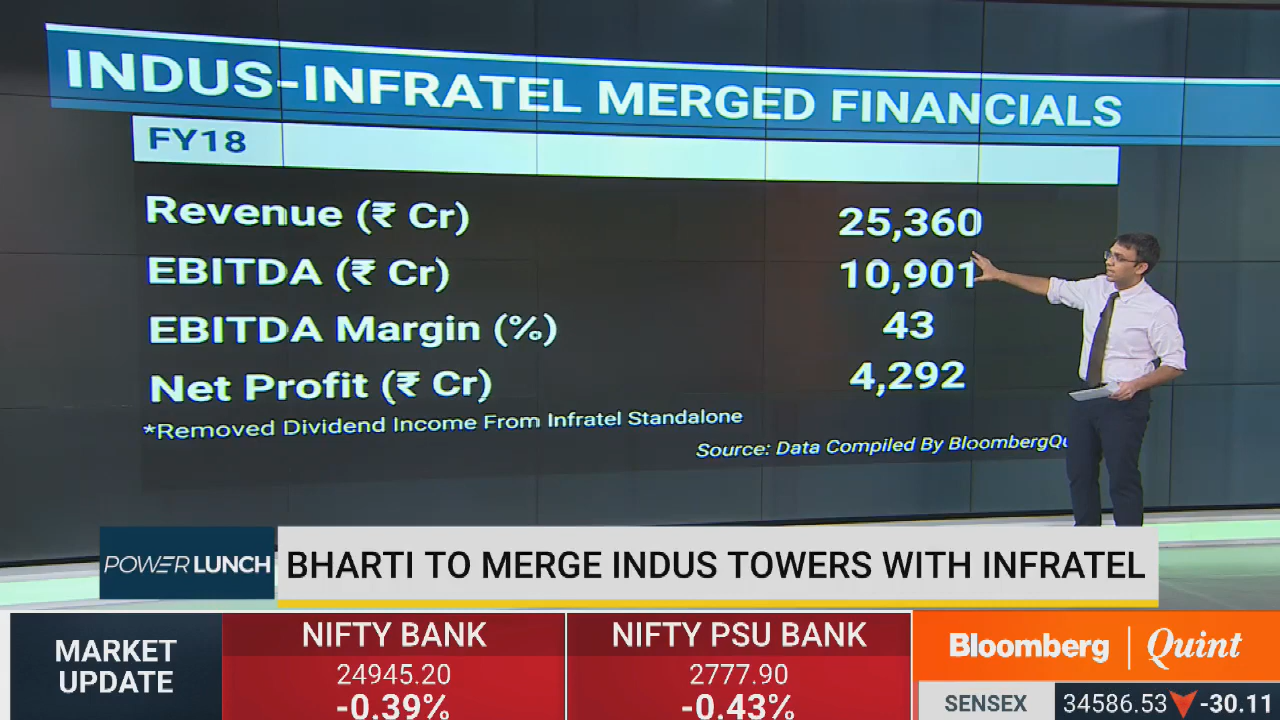 INDUS-INFRATEL MERGED FINANCIALS
FY18
Revenue (₹ Cr) 25,360
EBITDA (₹ Cr) 10,901
EBITDA Margin (%) 43
Net Profit (₹ Cr) 4,292
*Removed Dividend Income From Infratel Standalone
Source: Data Compiled By BloombergQu
POWER LUNCH BHARTI TO MERGE INDUS TOWERS WITH INFRATEL
MARKET UPDATE
NIFTY BANK
24945.20
-0.39%
NIFTY PSU BANK
2777.90
-0.43%
Bloomberg | Quint
SENSEX 34586.53 -30.11